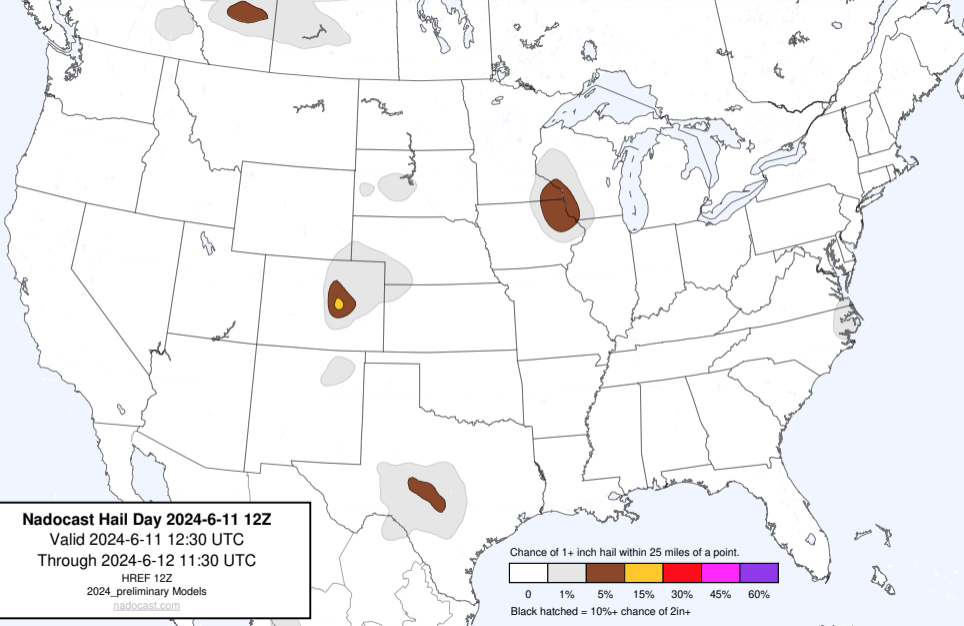 Nadocast Hail Day 2024-6-11 12Z
Valid 2024-6-11 12:30 UTC
Through 2024-6-12 11:30 UTC
HREF 12Z
2024_preliminary Models
nadocast.com
Chance of 1+ inch hail within 25 miles of a point.
0 1% 5% 15% 30% 45% 60%
Black hatched = 10%+ chance of 2in+